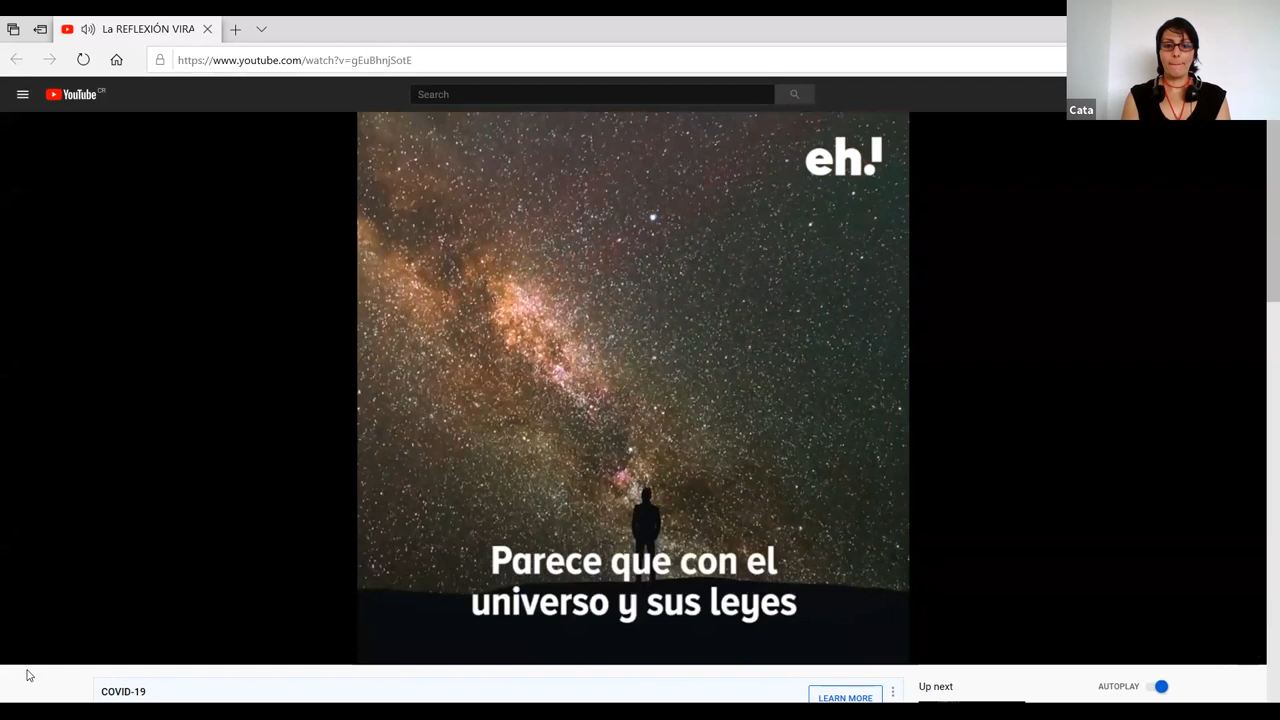 La REFLEXIÓN VIRA
https://www.youtube.com/watch?v=gEuBhnjSotE
YouTube CR
Search
Cata
eh!
Parece que con el
universo y sus leyes
COVID-19
LEARN MORE
Up next
AUTOPLAY